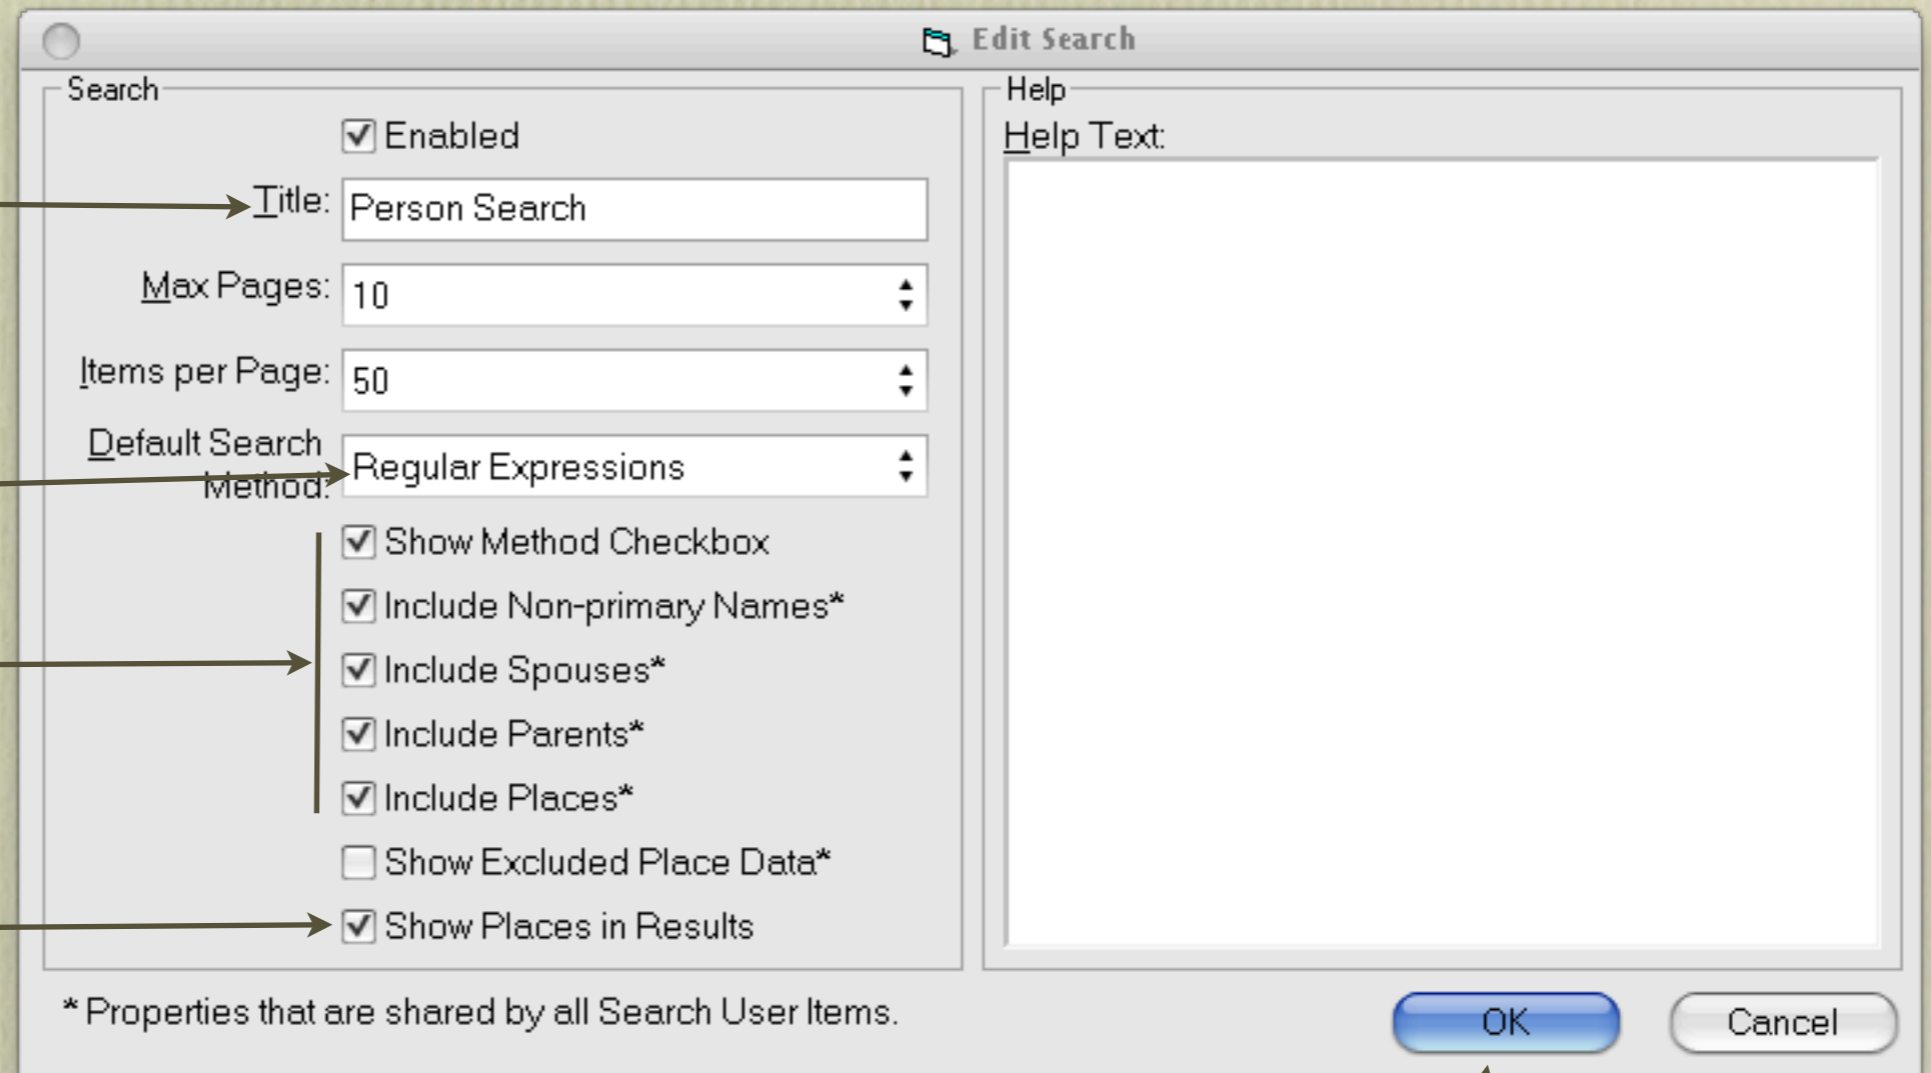 Edit Search
Search
Enabled
Title: Person Search
Max Pages: 10
Items per Page: 50
Default Search
Method: Regular Expressions
Show Method Checkbox
Include Non-primary Names*
Include Spouses*
Include Parents*
Include Places*
Show Excluded Place Data*
Show Places in Results
Help
Help Text:
* Properties that are shared by all Search User Items.
OK Cancel